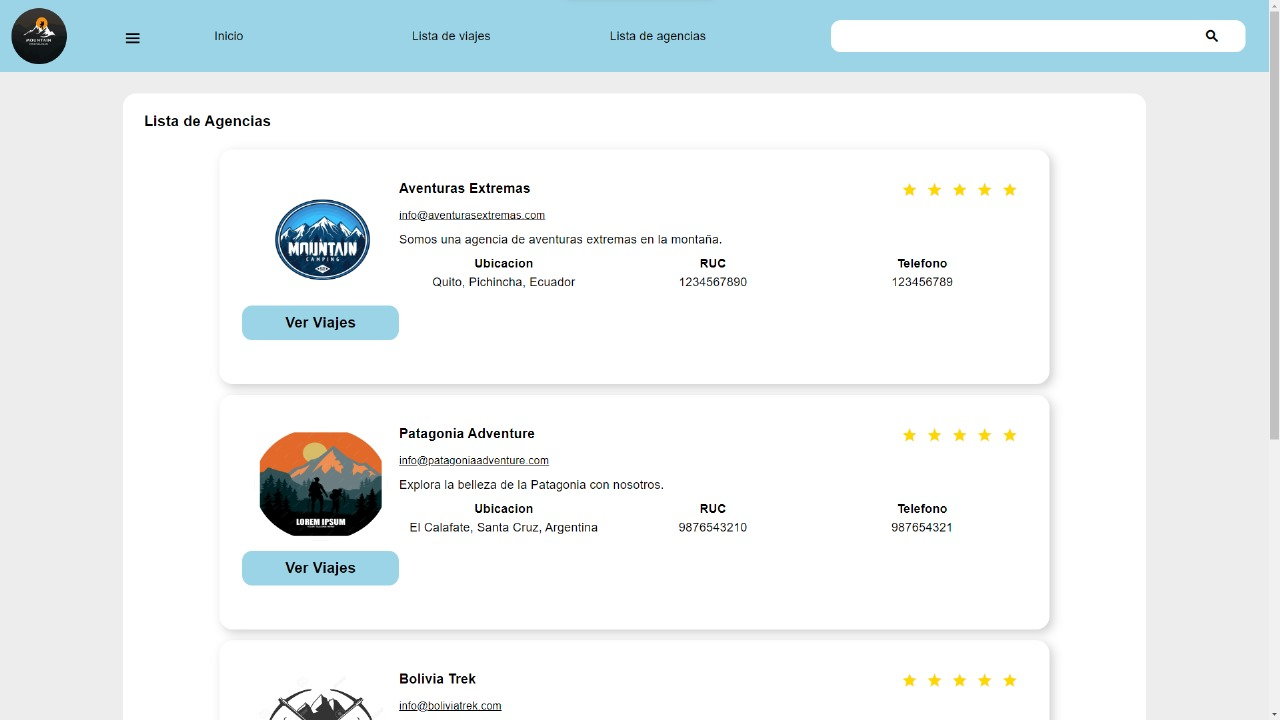 MOUNTAIN
Inicio
Lista de viajes
Lista de agencias
Lista de Agencias
MOUNTAIN
CAMPING
Aventuras Extremas
info@aventurasextremas.com
Somos una agencia de aventuras extremas en la montaña.
Ubicacion RUC Telefono
Quito, Pichincha, Ecuador 1234567890 123456789
Ver Viajes
LOREM IPSUM
Patagonia Adventure
info@patagoniaadventure.com
Explora la belleza de la Patagonia con nosotros.
Ubicacion RUC Telefono
El Calafate, Santa Cruz, Argentina 9876543210 987654321
Ver Viajes
Bolivia Trek
info@boliviatrek.com